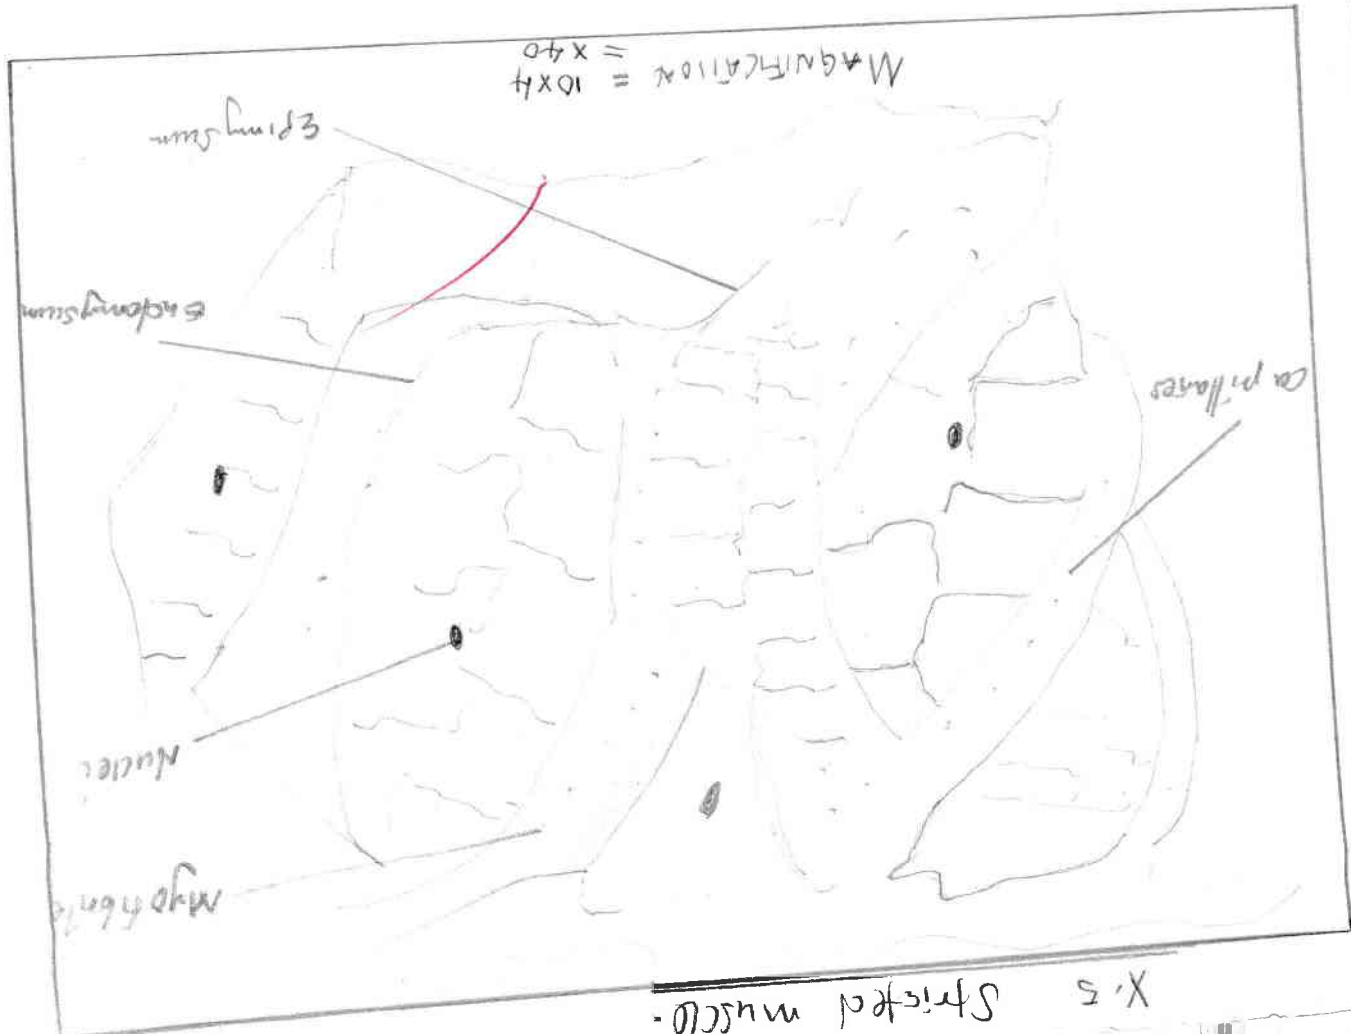 X.S Striated muscle.
Myofibril
Nuclei
Capillaries
Endomysium
Epimysium
MAGNIFICATION = 10x4
= x40